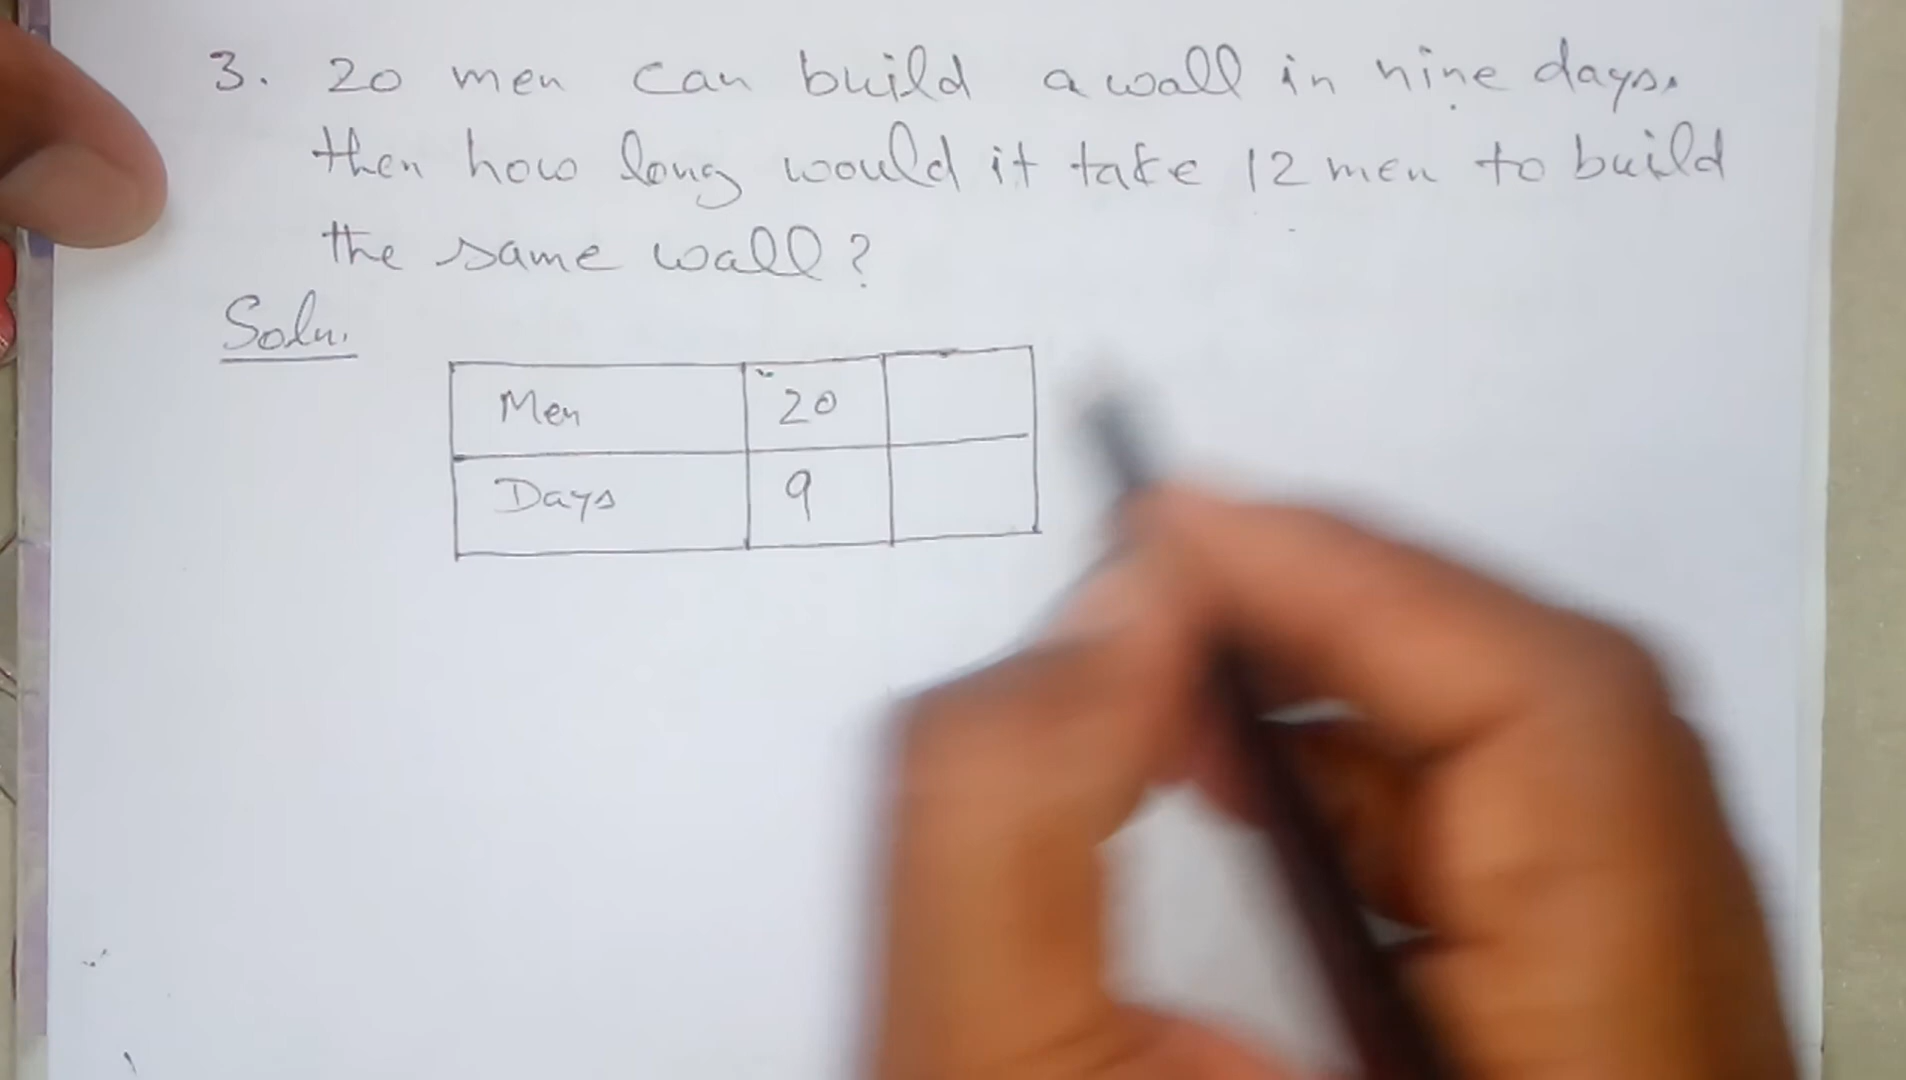 3. 20 men can build a wall in nine days.
then how long would it take 12 men to build
the same wall?
Soln.
Men 20
Days 9